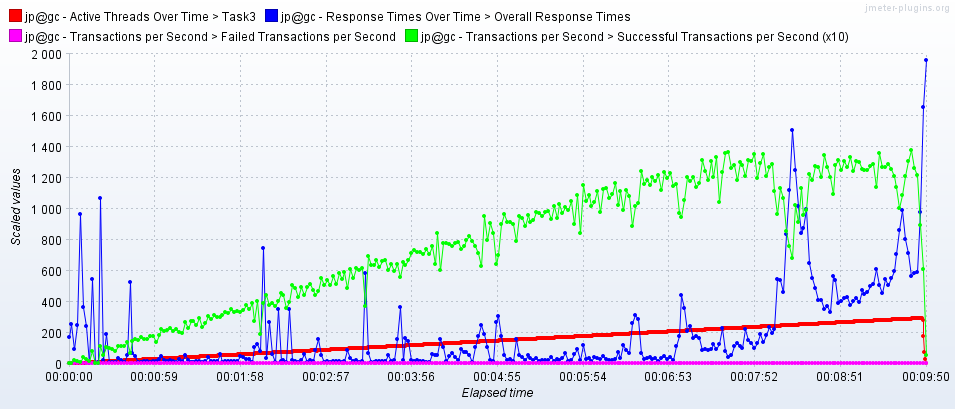 jmeter-plugins.org
jp@gc - Active Threads Over Time > Task3 jp@gc - Response Times Over Time > Overall Response Times
jp@gc - Transactions per Second > Failed Transactions per Second jp@gc - Transactions per Second > Successful Transactions per Second (x10)
2 000
1 800
1 600
1 400
1 200
1 000
800
600
400
200
0
Scaled values
00:00:00 00:00:59 00:01:58 00:02:57 00:03:56 00:04:55 00:05:54 00:06:53 00:07:52 00:08:51 00:09:50
Elapsed time